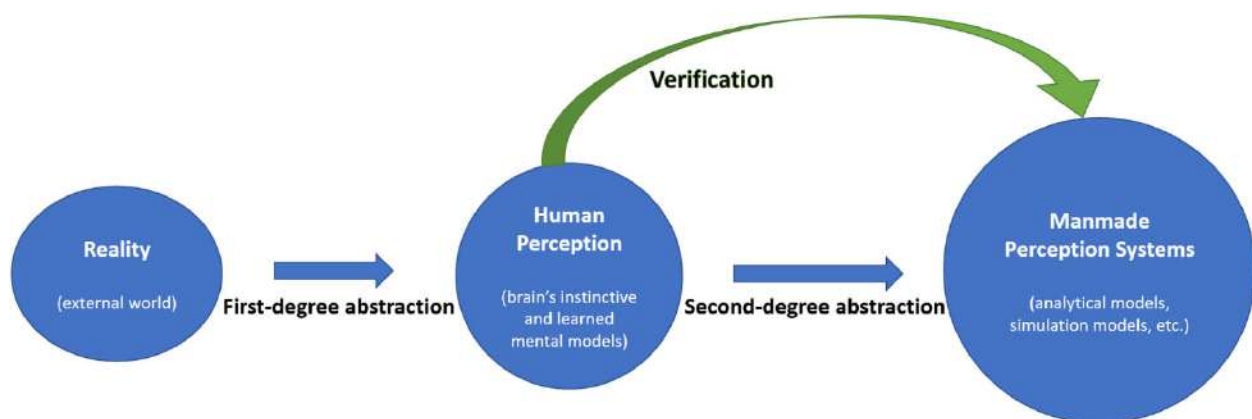 Verification
Reality
(external world)
First-degree abstraction
Human
Perception
(brain's instinctive
and learned
mental models)
Second-degree abstraction
Manmade
Perception Systems
(analytical models,
simulation models, etc.)